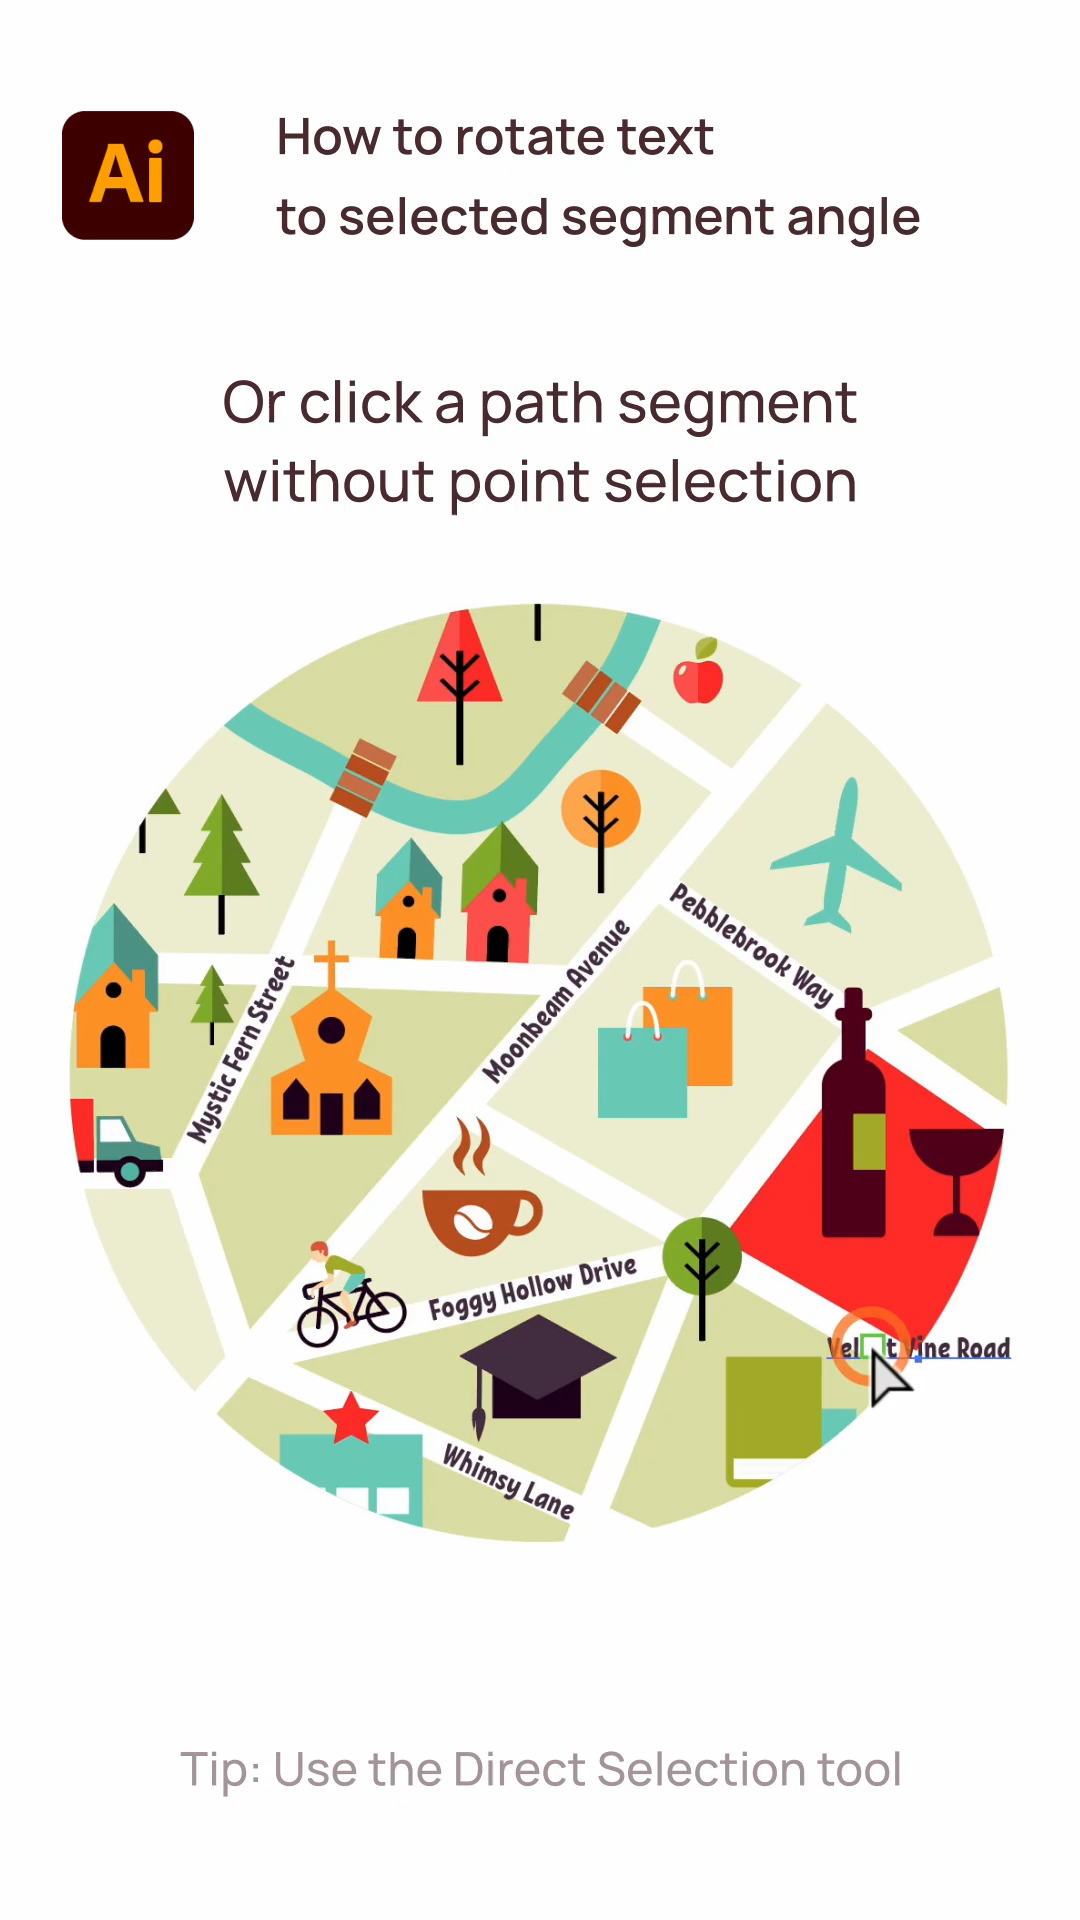 Ai
How to rotate text
to selected segment angle
Or click a path segment
without point selection
Pebblebrook Way
Moonbeam Avenue
Mystic Fern Street
Foggy Hollow Drive
Road
Whimsy Lane
Tip: Use the Direct Selection tool